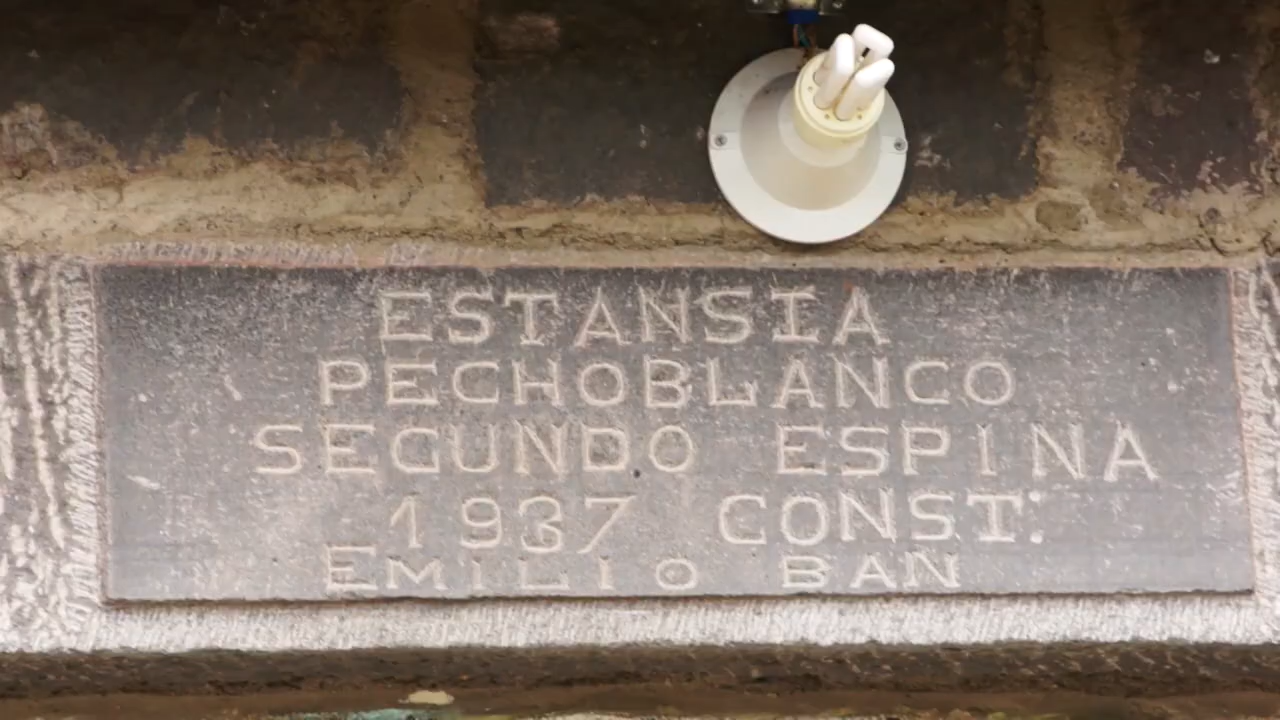 ESTANSIA
PECHOBLANCO
SEGUNDO ESPINA
1937 CONST:
EMILIO BAN